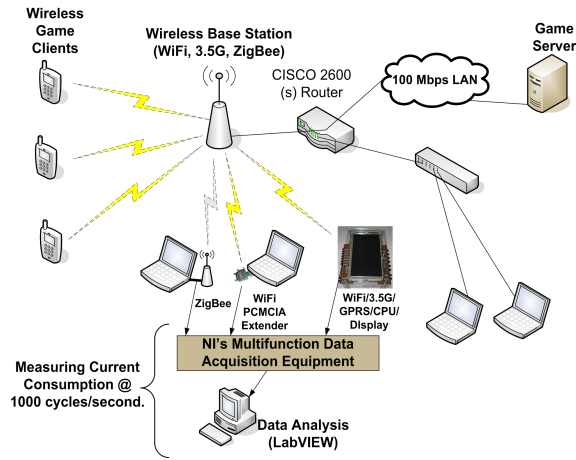 Wireless
Game
Clients
Wireless Base Station
(WiFi, 3.5G, ZigBee)
CISCO 2600
(s) Router
100 Mbps LAN
Game
Server
ZigBee
WiFi
PCMCIA
Extender
WiFi/3.5G/
GPRS/CPU/
DIsplay
NI's Multifunction Data
Acquisition Equipment
Measuring Current
Consumption @
1000 cycles/second.
Data Analysis
(LabVIEW)